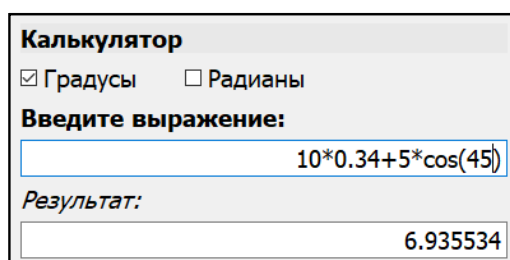 Калькулятор
Градусы Радианы
Введите выражение:
10*0.34+5*cos(45)
Результат:
6.935534